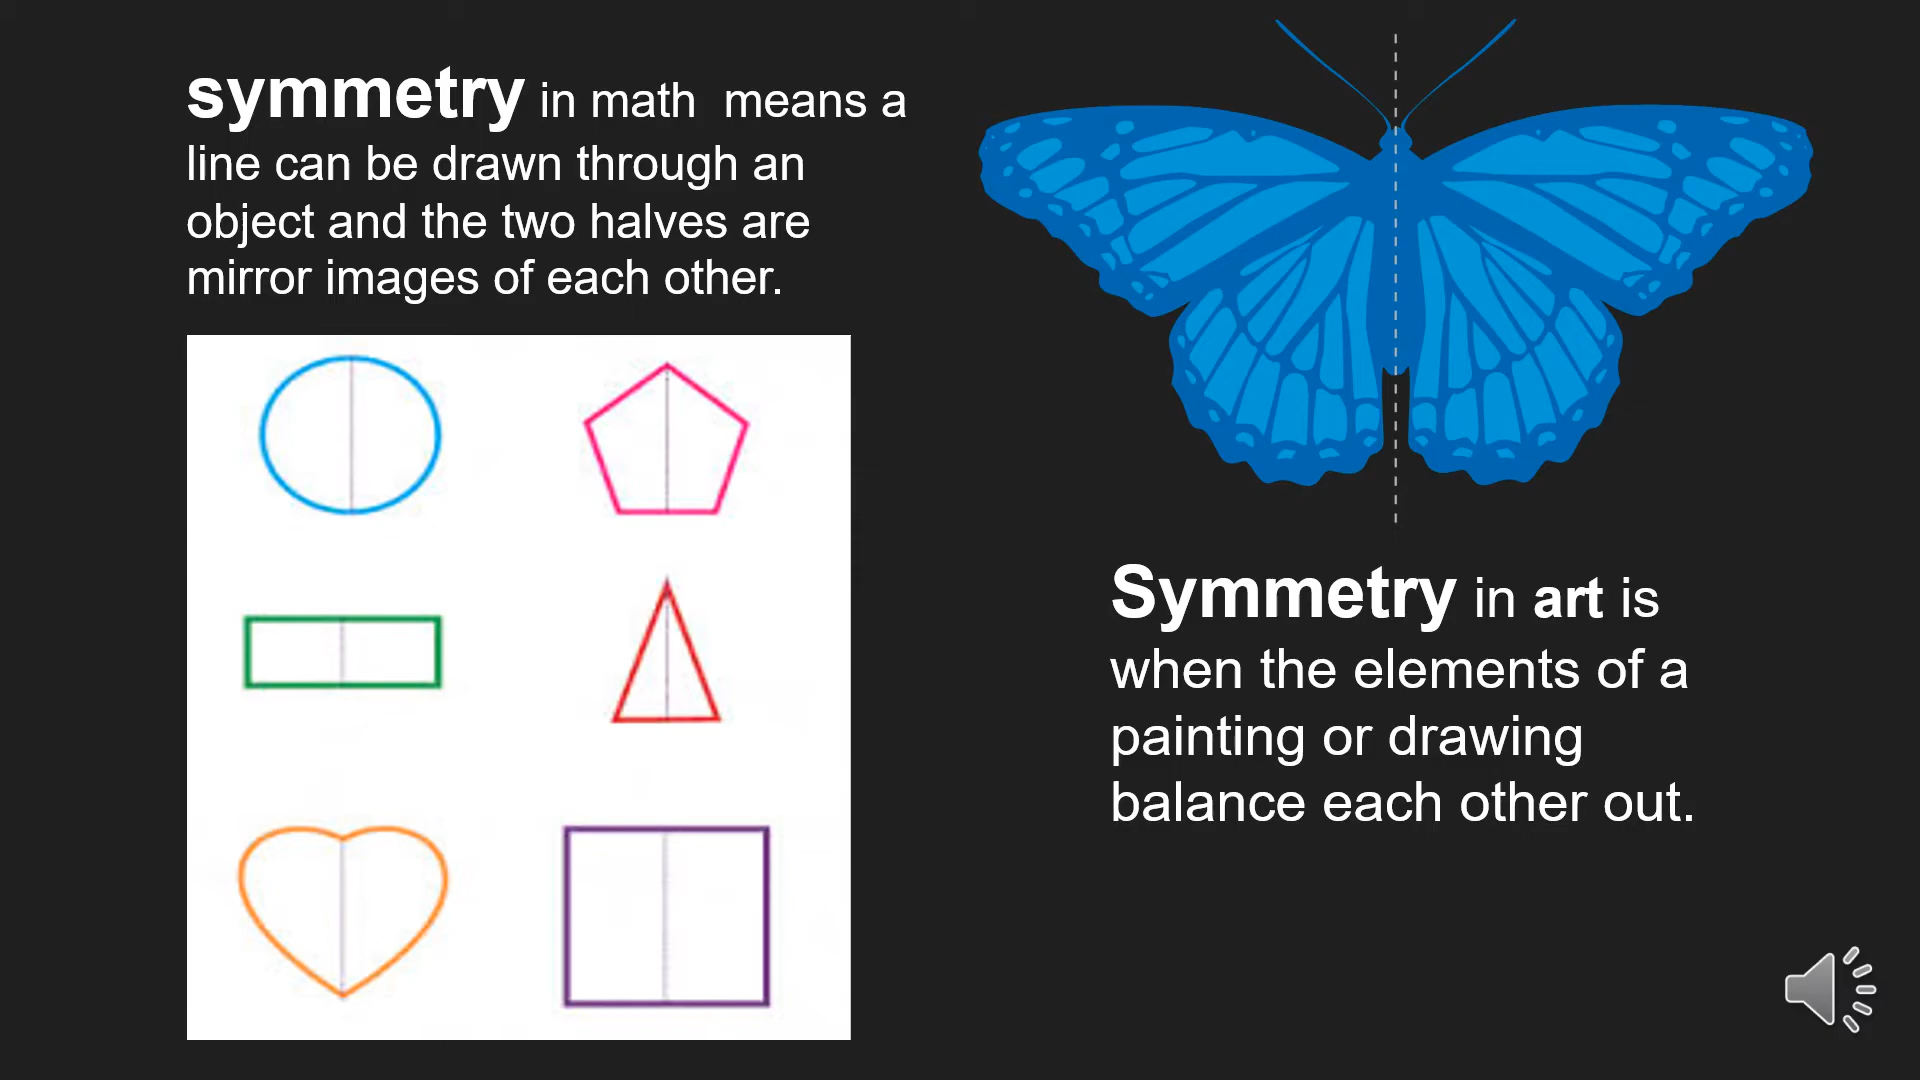 symmetry in math  means a
line can be drawn through an
object and the two halves are
mirror images of each other.
Symmetry in art is
when the elements of a
painting or drawing
balance each other out.